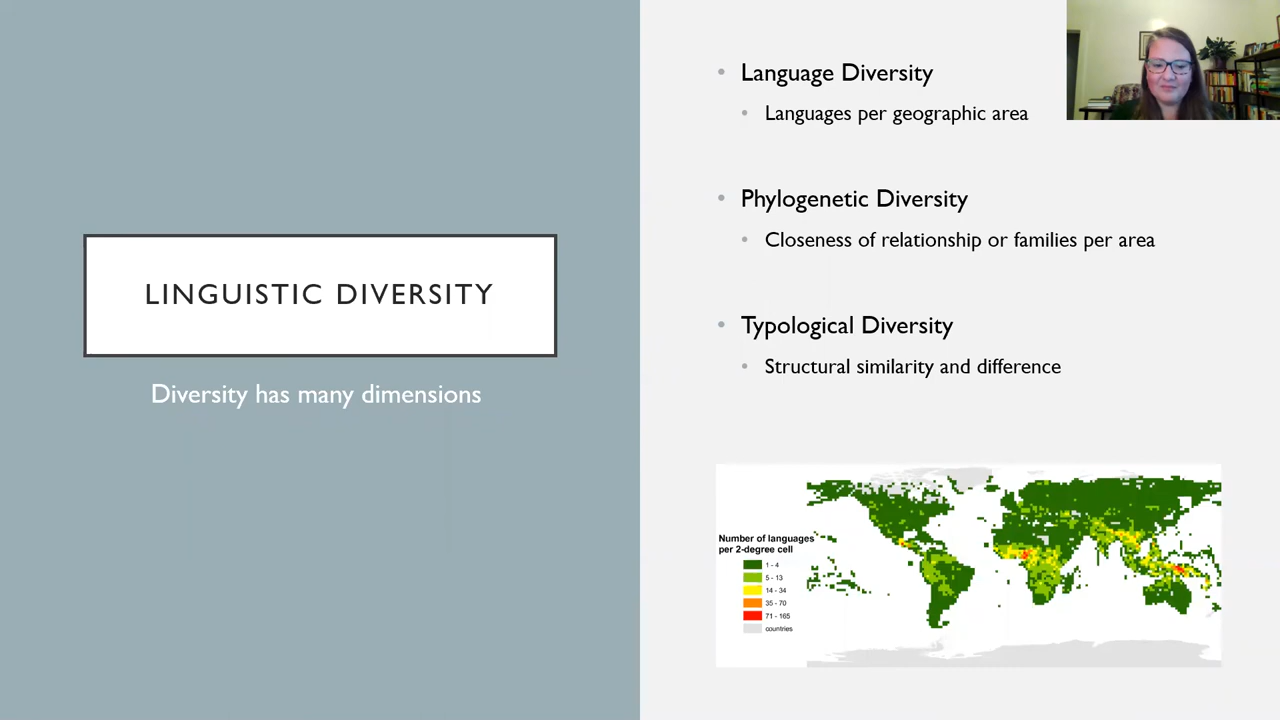 LINGUISTIC DIVERSITY
Diversity has many dimensions
• Language Diversity
• Languages per geographic area
• Phylogenetic Diversity
• Closeness of relationship or families per area
• Typological Diversity
• Structural similarity and difference
Number of languages
per 2-degree cell
1 - 4
5 - 13
14 - 34
35 - 70
71 - 165
countries